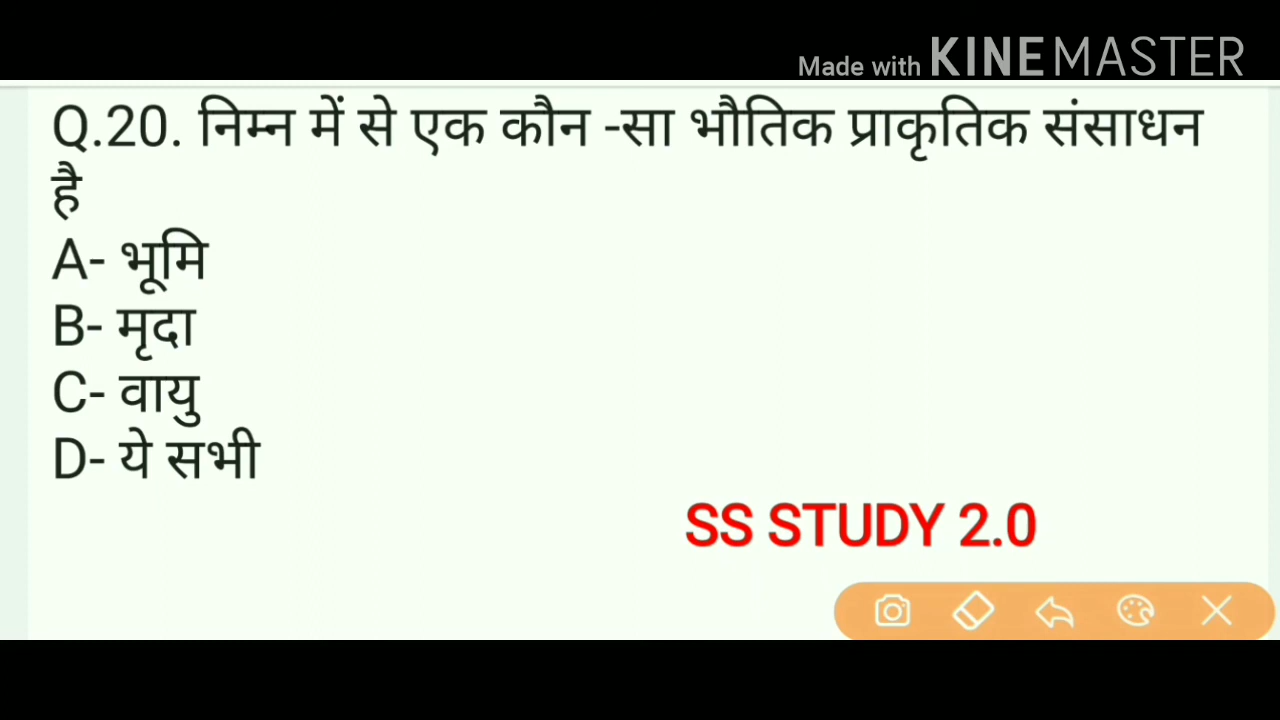 Made with KINEMASTER
Q.20. निम्न में से एक कौन -सा भौतिक प्राकृतिक संसाधन
है
A- भूमि
B- मृदा
C- वायु
D- ये सभी
SS STUDY 2.0